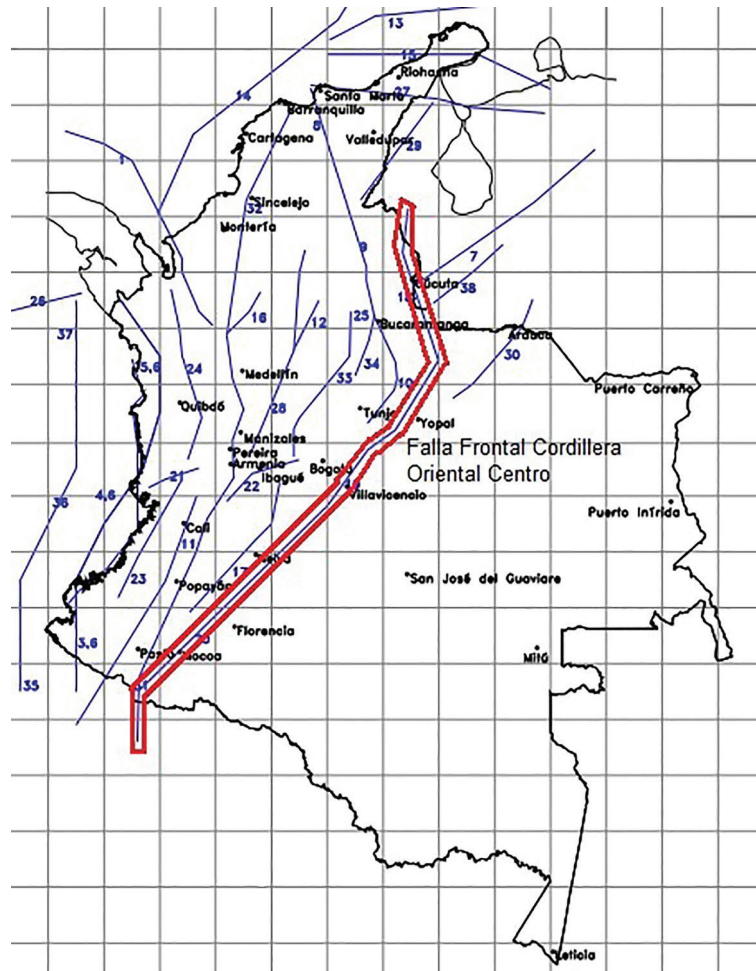 13
15
Riohacha
14
27
Santa Marta
Barranquilla
8
Cartagena
Valledupar
29
1
Sincelejo
32
Montería
9
7
Cúcuta
38
26
18
37
16
12
25
Bucaramanga
Arauca
30
34
24
Medellín
33
10
Puerto Carreño
Quibdó
28
Tunja
Yopal
Manizales
Pereira
Armenia
Ibagué
Bogotá
Falla Frontal Cordillera
Oriental Centro
21
22
4,6
36
Villavicencio
Puerto Inírida
Cali
11
23
17
Neiva
Popayán
San José del Guaviare
Florencia
3,6
Pasto
Mocoa
Mitú
35
31
Leticia